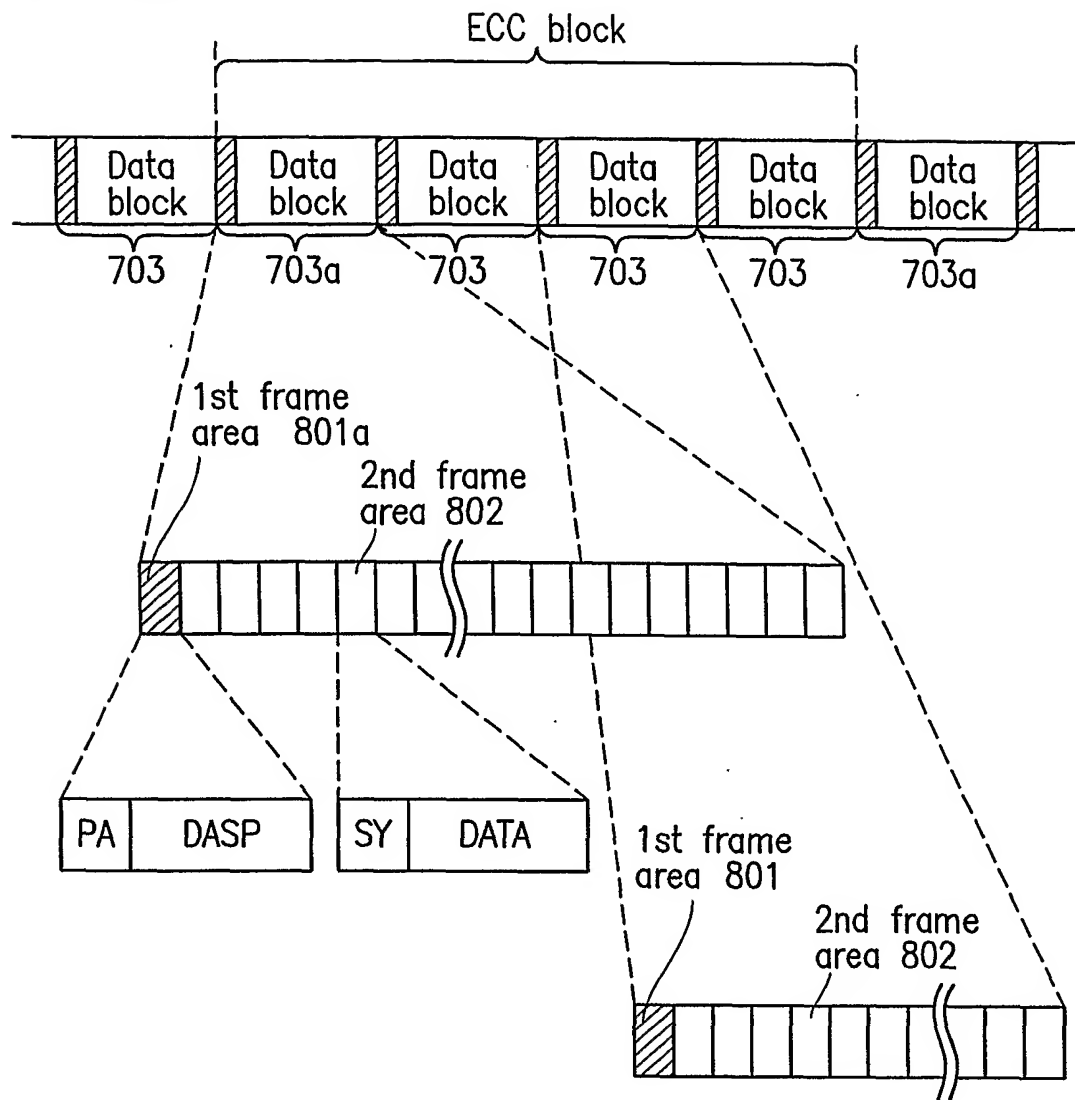 ECC block
Data block
Data block
Data block
Data block
Data block
Data block
703
703a
703
703
703
703a
1st frame
area 801a
2nd frame
area 802
PA
DASP
SY
DATA
1st frame
area 801
2nd frame
area 802